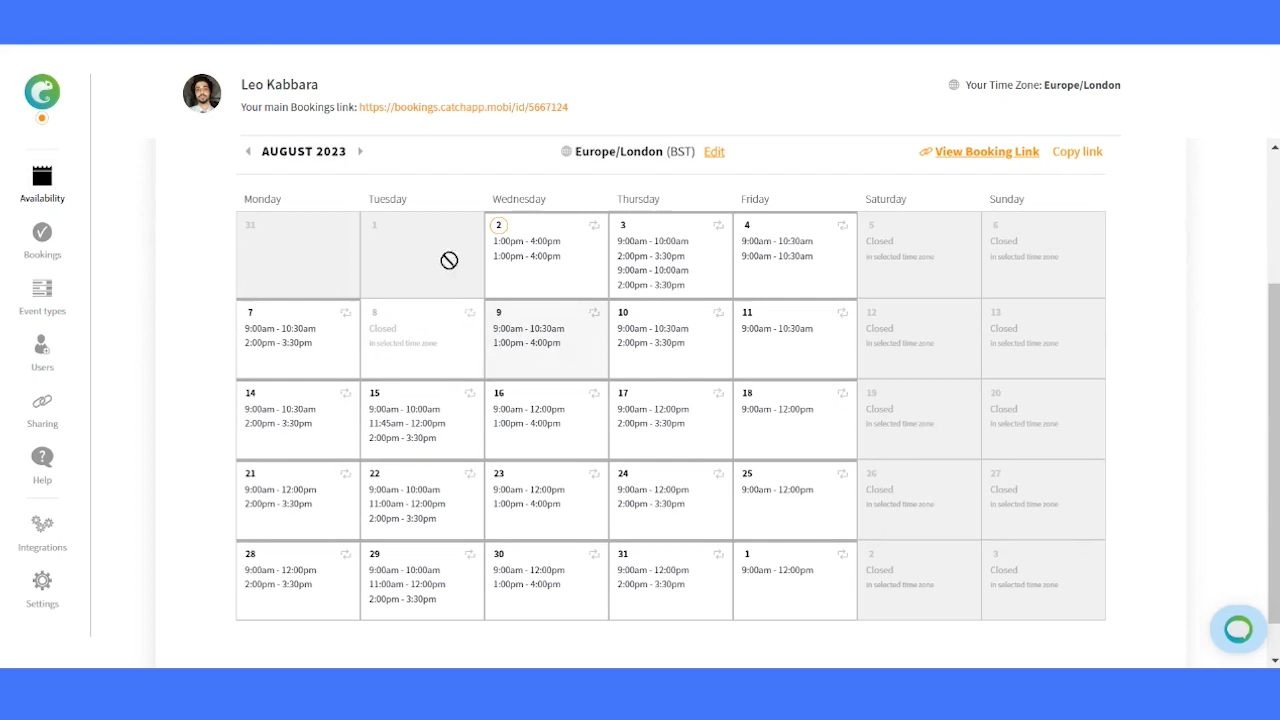 Leo Kabbara
Your main Bookings link: https://bookings.catchapp.mobi/id/5667124
Your Time Zone: Europe/London
Availability
Bookings
Event types
Users
Sharing
Help
Integrations
Settings
AUGUST 2023
Europe/London (BST) Edit
View Booking Link Copy link
Monday Tuesday Wednesday Thursday Friday Saturday Sunday
31
1
2
1:00pm - 4:00pm
1:00pm - 4:00pm
3
9:00am - 10:00am
2:00pm - 3:30pm
9:00am - 10:00am
2:00pm - 3:30pm
4
9:00am - 10:30am
9:00am - 10:30am
5
Closed
in selected time zone
6
Closed
in selected time zone
7
9:00am - 10:30am
2:00pm - 3:30pm
8
Closed
in selected time zone
9
9:00am - 10:30am
1:00pm - 4:00pm
10
9:00am - 10:30am
2:00pm - 3:30pm
11
9:00am - 10:30am
12
Closed
in selected time zone
13
Closed
in selected time zone
14
9:00am - 10:30am
2:00pm - 3:30pm
15
9:00am - 10:00am
11:45am - 12:00pm
2:00pm - 3:30pm
16
9:00am - 12:00pm
1:00pm - 4:00pm
17
9:00am - 12:00pm
2:00pm - 3:30pm
18
9:00am - 12:00pm
19
Closed
in selected time zone
20
Closed
in selected time zone
21
9:00am - 12:00pm
2:00pm - 3:30pm
22
9:00am - 10:00am
11:00am - 12:00pm
2:00pm - 3:30pm
23
9:00am - 12:00pm
1:00pm - 4:00pm
24
9:00am - 12:00pm
2:00pm - 3:30pm
25
9:00am - 12:00pm
26
Closed
in selected time zone
27
Closed
in selected time zone
28
9:00am - 12:00pm
2:00pm - 3:30pm
29
9:00am - 10:00am
11:00am - 12:00pm
2:00pm - 3:30pm
30
9:00am - 12:00pm
1:00pm - 4:00pm
31
9:00am - 12:00pm
2:00pm - 3:30pm
1
9:00am - 12:00pm
2
Closed
in selected time zone
3
Closed
in selected time zone